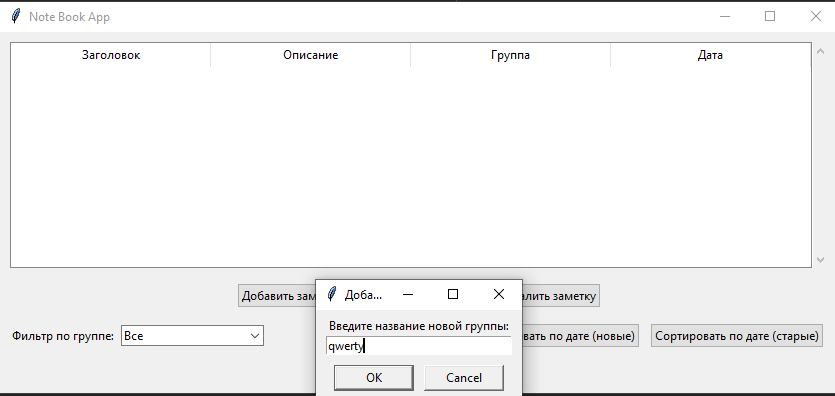 Note Book App
Заголовок Описание Группа Дата
Добавить зам
алить заметку
Доба...
Введите название новой группы:
qwerty
OK Cancel
Фильтр по группе: Все
вать по дате (новые) Сортировать по дате (старые)